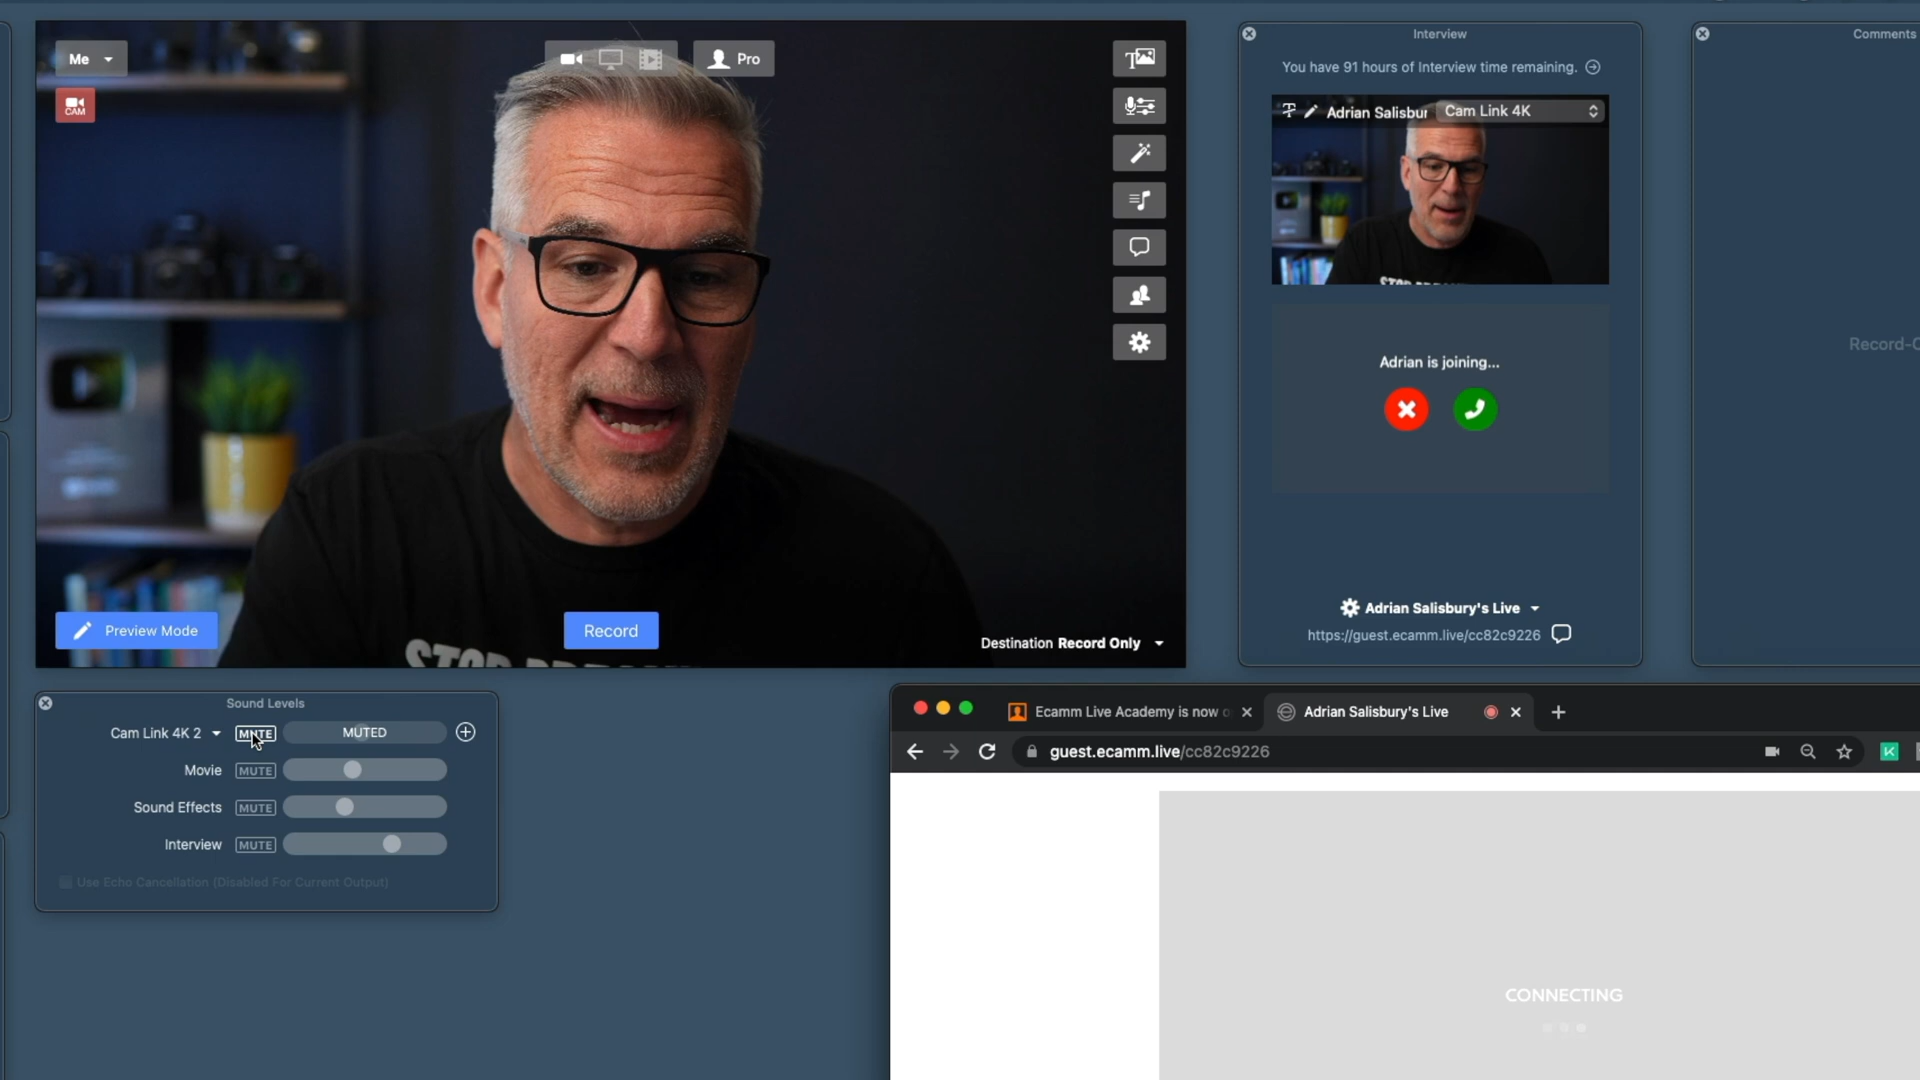 Me
Pro
CAM
Preview Mode
Record
Destination Record Only
Interview
You have 91 hours of Interview time remaining.
Adrian Salisbur
Cam Link 4K
Adrian is joining...
Adrian Salisbury's Live
https://guest.ecamm.live/cc82c9226
Comments
Record-
Sound Levels
Cam Link 4K 2
MUTE
MUTED
Movie
MUTE
Sound Effects
MUTE
Interview
MUTE
Use Echo Cancellation (Disabled For Current Output)
Ecamm Live Academy is now o
Adrian Salisbury's Live
guest.ecamm.live/cc82c9226
CONNECTING